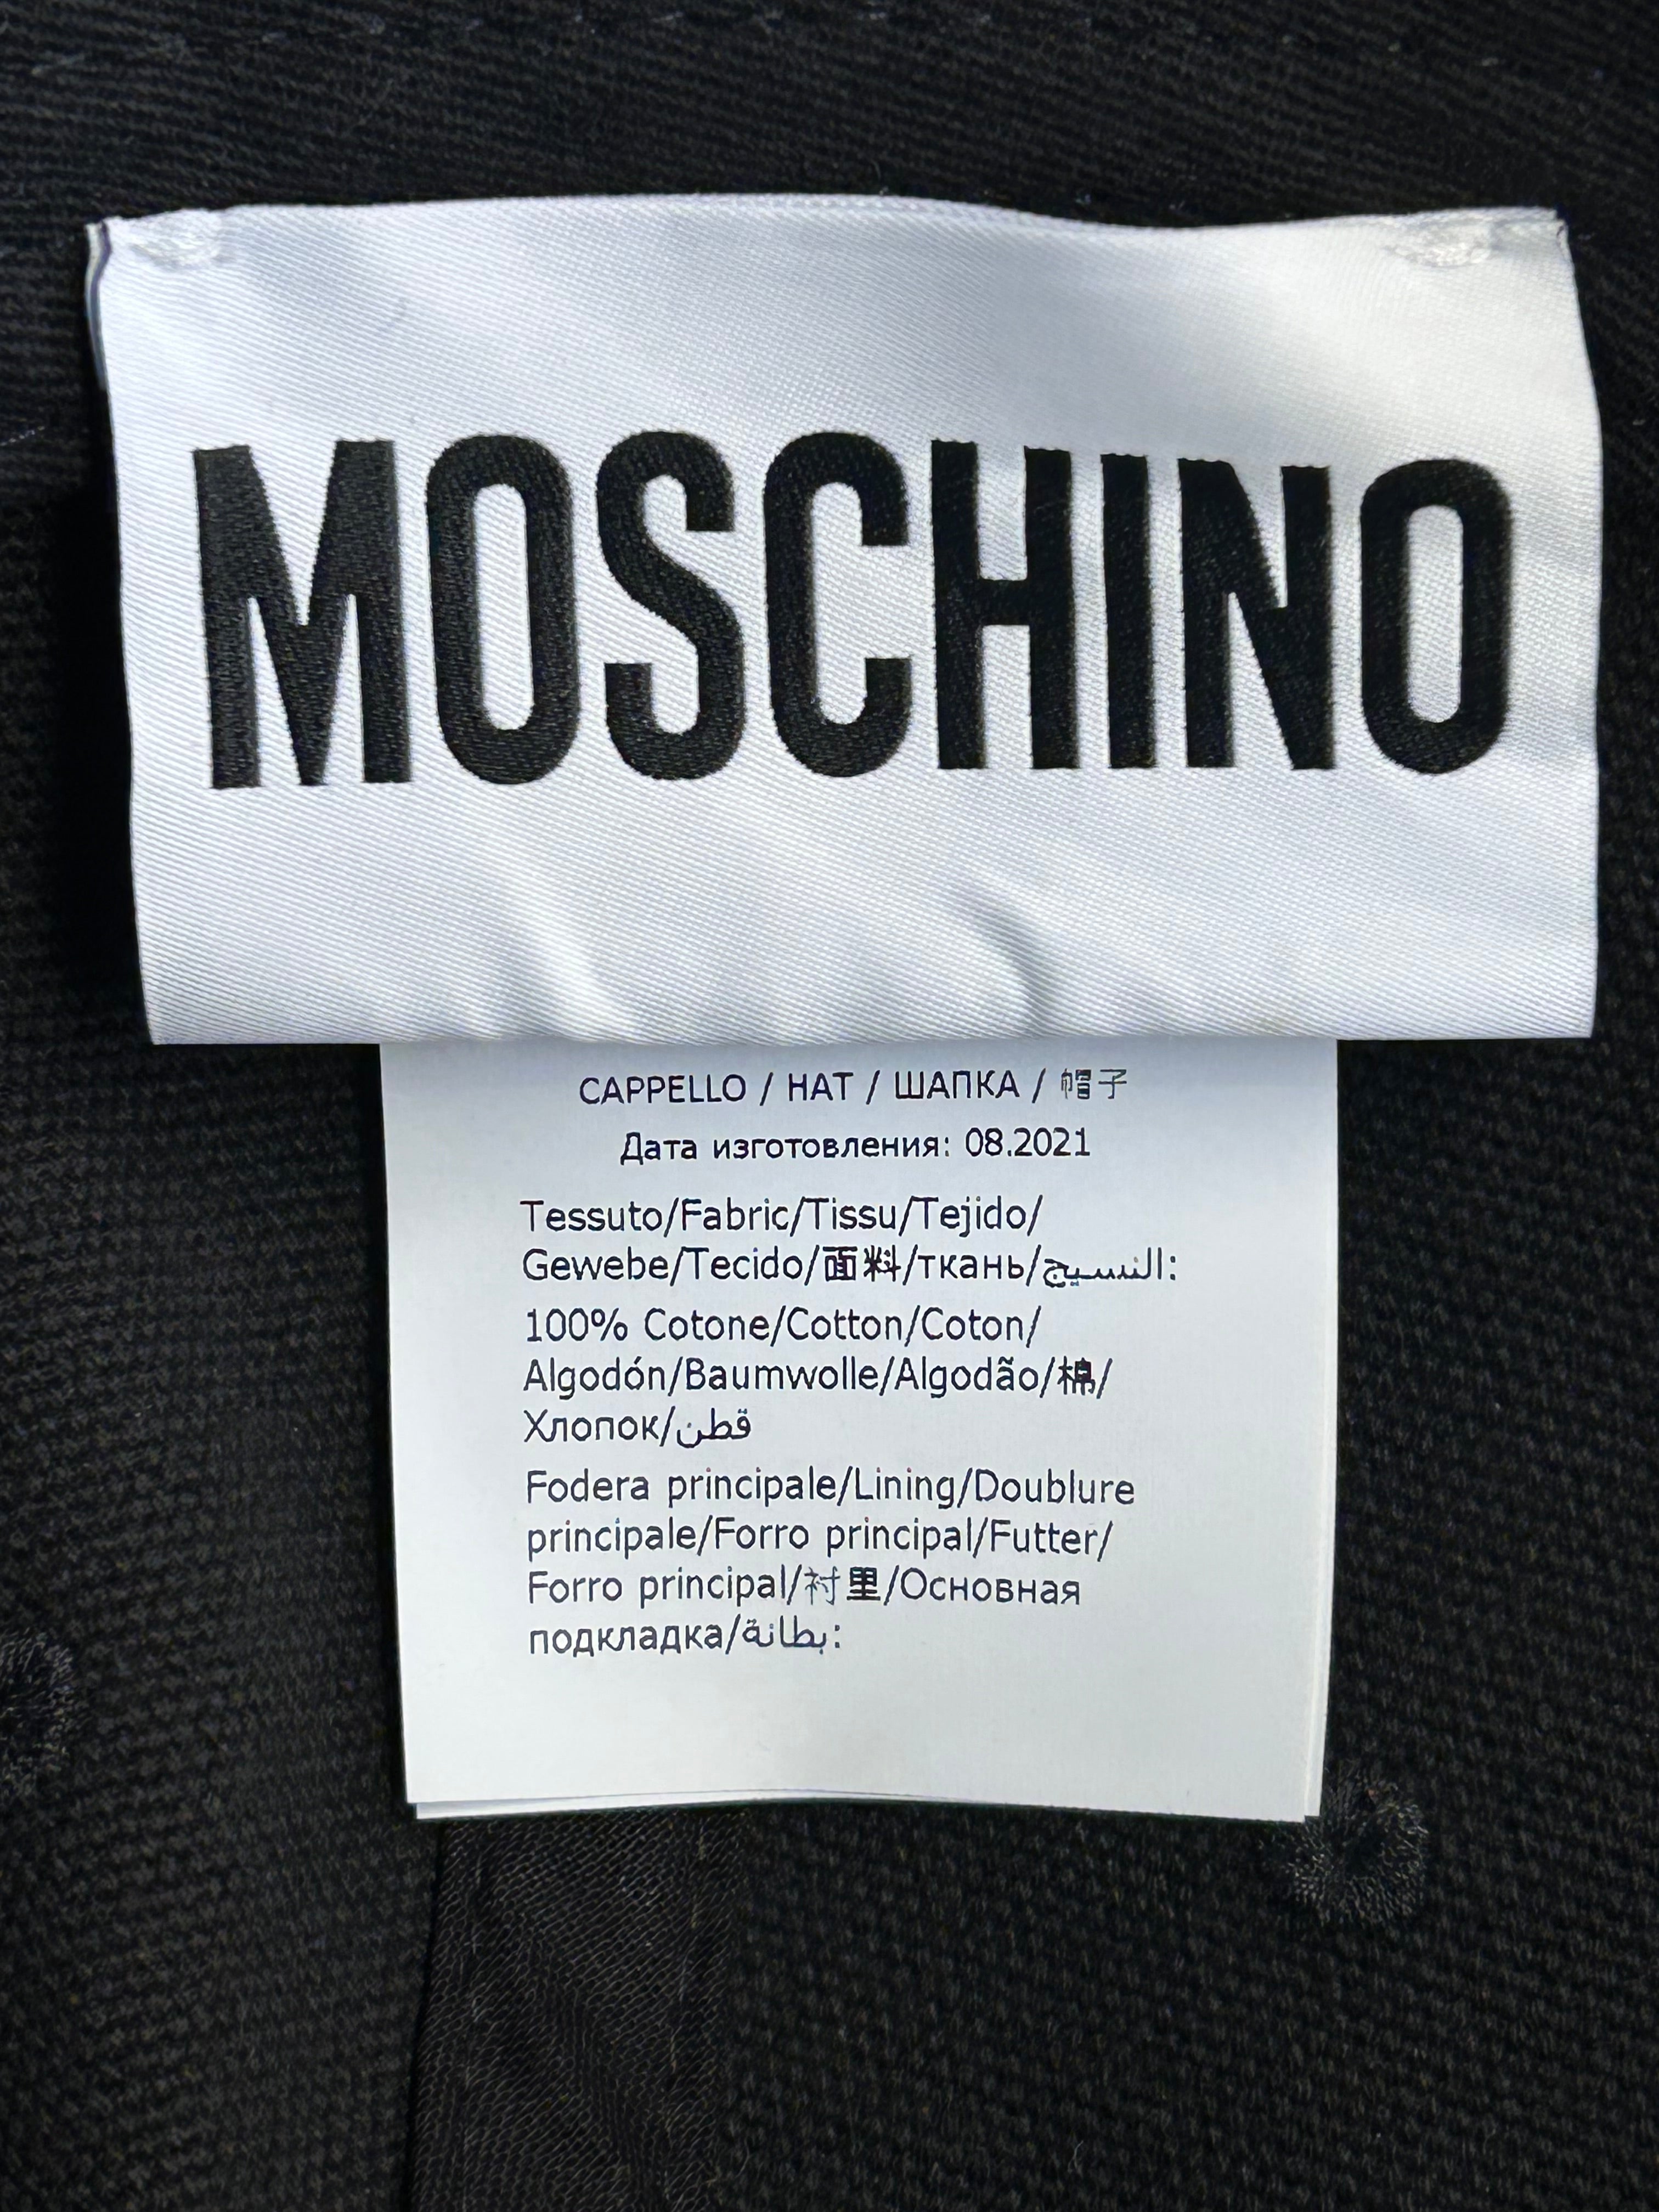 MOSCHINO
CAPPELLO / HAT / ШАПКА / 帽子
Дата изготовления: 08.2021
Tessuto/Fabric/Tissu/Tejido/
Gewebe/Tecido/面料/ткань/النسيج:
100% Cotone/Cotton/Coton/
Algodón/Baumwolle/Algodão/棉/
Хлопок/قطن
Fodera principale/Lining/Doublure
principale/Forro principal/Futter/
Forro principal/衬里/Основная
подкладка/بطانة: